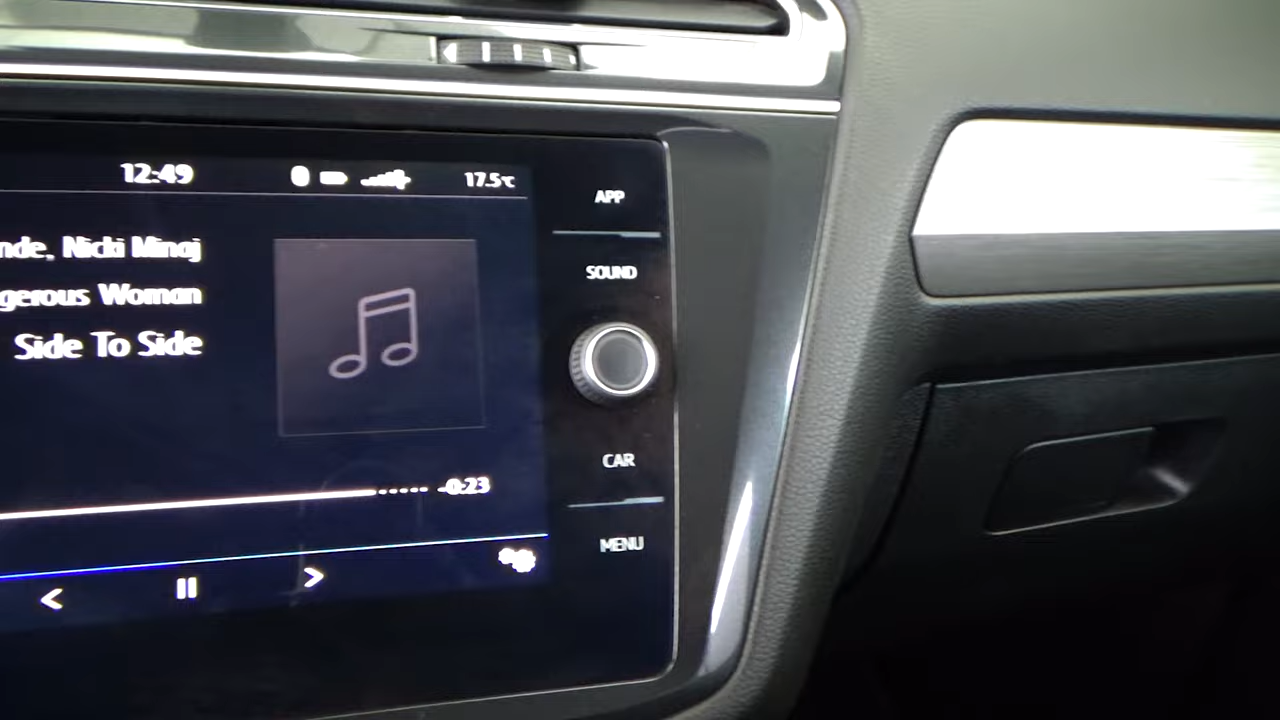 12:49 17.5°C
nde, Nicki Minaj
gerous Woman
Side To Side
-0:23
APP
SOUND
CAR
MENU